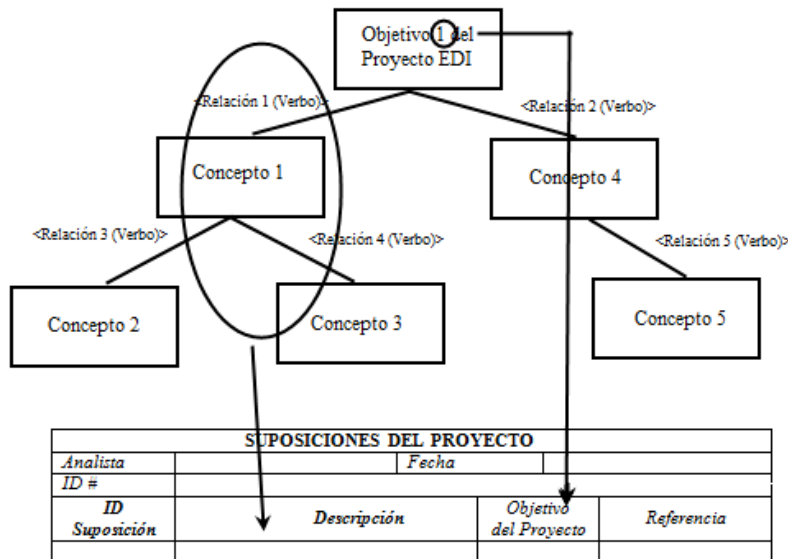 Objetivo 1 del
Proyecto EDI
<Relación 1 (Verbo)>
<Relación 2 (Verbo)>
Concepto 1
Concepto 4
<Relación 3 (Verbo)>
<Relación 4 (Verbo)>
<Relación 5 (Verbo)>
Concepto 2
Concepto 3
Concepto 5
SUPOSICIONES DEL PROYECTO
Analista
Fecha
ID #
ID
Suposición
Descripción
Objetivo
del Proyecto
Referencia